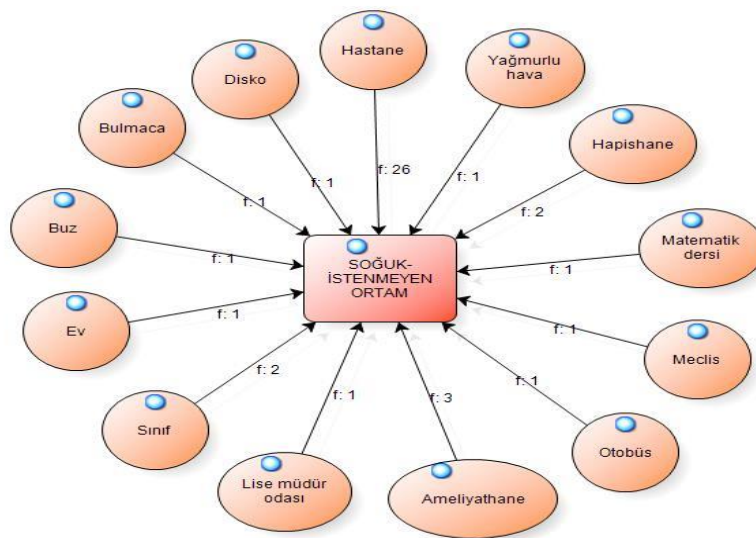 Hastane
Yağmurlu
hava
Disko
Bulmaca
Hapishane
f: 26
f: 1
f: 1
f: 1
f: 2
Buz
f: 1
SOĞUK-
İSTENMEYEN
ORTAM
Matematik
dersi
f: 1
Ev
f: 1
f: 1
Meclis
Sınıf
f: 2
f: 1
f: 3
f: 1
Otobüs
Lise müdür
odası
Ameliyathane